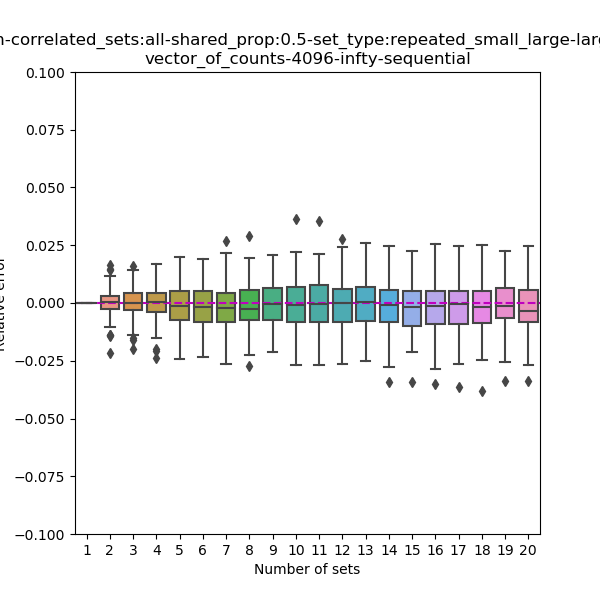 -correlated_sets:all-shared_prop:0.5-set_type:repeated_small_large-lar
vector_of_counts-4096-infty-sequential
0.100
0.075
0.050
0.025
0.000
−0.025
−0.050
−0.075
−0.100
Relative error
1 2 3 4 5 6 7 8 9 10 11 12 13 14 15 16 17 18 19 20
Number of sets